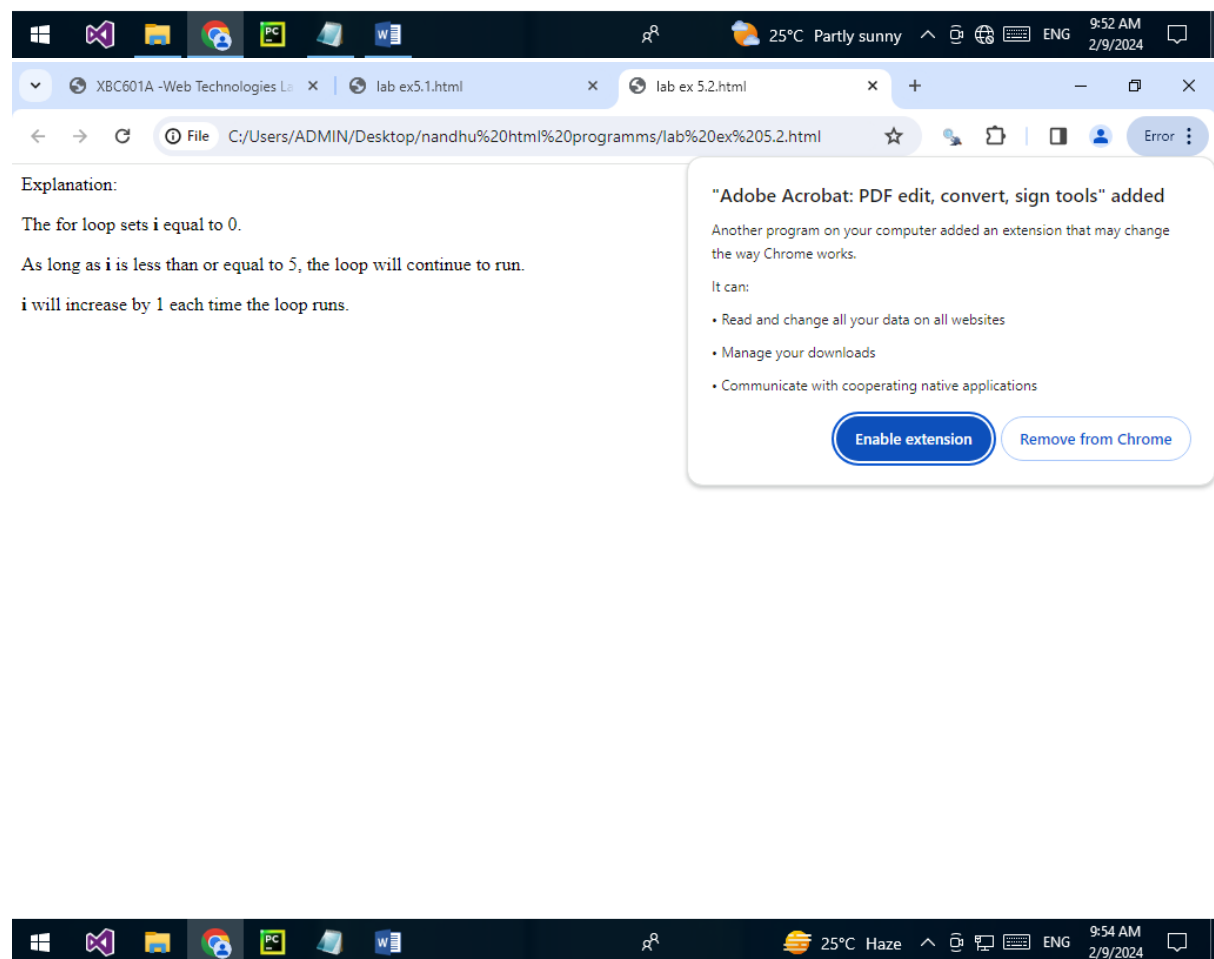 25°C Partly sunny ENG 9:52 AM
2/9/2024
XBC601A -Web Technologies La lab ex5.1.html lab ex 5.2.html
File C:/Users/ADMIN/Desktop/nandhu%20html%20programms/lab%20ex%205.2.html Error
Explanation:
The for loop sets i equal to 0.
As long as i is less than or equal to 5, the loop will continue to run.
i will increase by 1 each time the loop runs.
"Adobe Acrobat: PDF edit, convert, sign tools" added
Another program on your computer added an extension that may change
the way Chrome works.
It can:
• Read and change all your data on all websites
• Manage your downloads
• Communicate with cooperating native applications
Enable extension Remove from Chrome
25°C Haze ENG 9:54 AM
2/9/2024